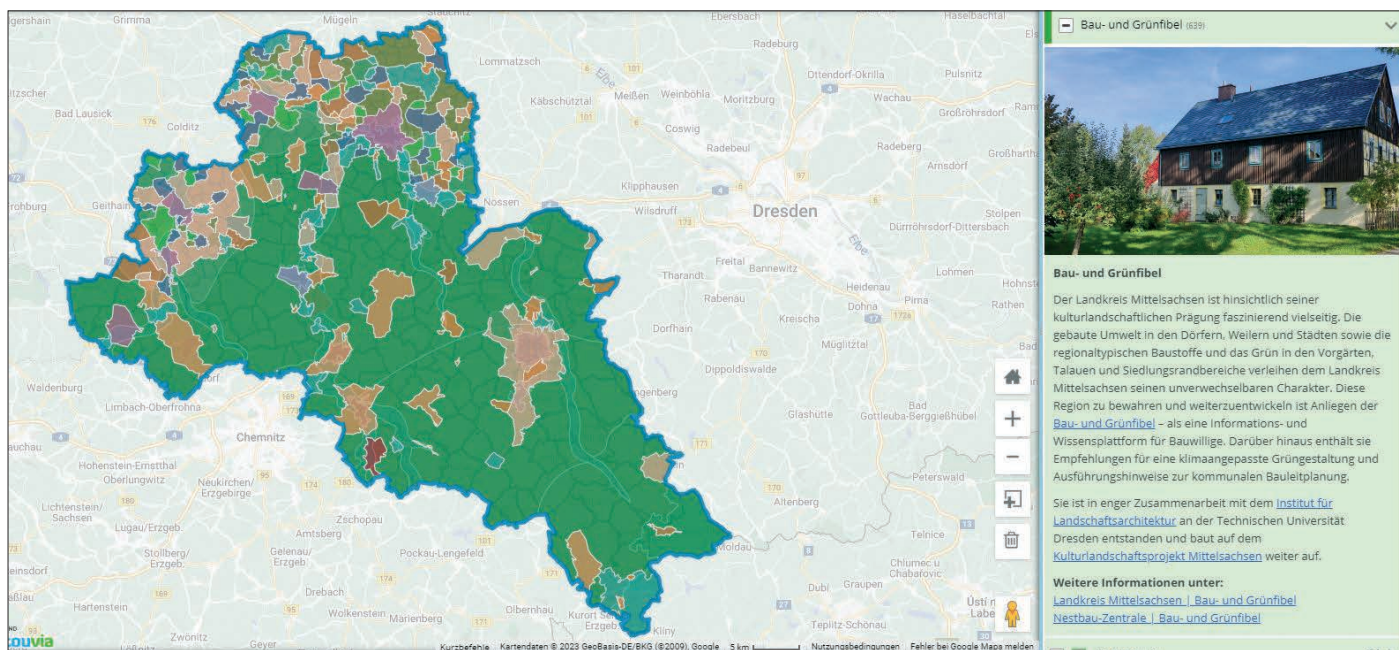 Grimma
Mügeln
Ebersbach
Haselbachtal
Radeburg
Lommatzsch
Ottendorf-Okrilla
Pulsnitz
Meißen
Weinböhla
Moritzburg
Käbschütztal
Wachau
Großröhrsdorf
Bad Lausick
Colditz
Coswig
Radebeul
Radeberg
Arnsdorf
Klipphausen
Geithain
Nossen
Wilsdruff
Dresden
Stolpen
Dürrröhrsdorf-Dittersbach
Elbe
Freital
Bannewitz
Tharandt
Heidenau
Lohmen
Rabenau
Dohna
Pirna
Rathen
Kreischa
Dorfhain
Müglitztal
Dippoldiswalde
Waldenburg
Glashütte
Bad
Gottleuba-Berggießhübel
Limbach-Oberfrohna
Chemnitz
Hohenstein-Ernstthal
Oberlungwitz
Neukirchen/
Erzgebirge
Altenberg
Peterswald
Lichtenstein/
Sachsen
Lugau/Erzgeb.
Zschopau
Amtsberg
Moldau
Telnice
Stollberg/
Erzgeb.
Gelenau/
Erzgeb.
Pockau-Lengefeld
Chlumec u
Chabařovic
Drebach
Dubi
Graupen
Hartenstein
Wolkenstein
Marienberg
Olbernhau
Zwönitz
Geyer
Kliny
Teplitz-Schönau
Kurzbefehle
Kartendaten © 2023 GeoBasis-DE/BKG (©2009), Google
5 km
Nutzungsbedingungen
Fehler bei Google Maps melden
Bau- und Grünfibel (639)
Bau- und Grünfibel
Der Landkreis Mittelsachsen ist hinsichtlich seiner
kulturlandschaftlichen Prägung faszinierend vielseitig. Die
gebaute Umwelt in den Dörfern, Weilern und Städten sowie die
regionaltypischen Baustoffe und das Grün in den Vorgärten,
Talauen und Siedlungsrandbereiche verleihen dem Landkreis
Mittelsachsen seinen unverwechselbaren Charakter. Diese
Region zu bewahren und weiterzuentwickeln ist Anliegen der
Bau- und Grünfibel – als eine Informations- und
Wissensplattform für Bauwillige. Darüber hinaus enthält sie
Empfehlungen für eine klimaangepasste Grüngestaltung und
Ausführungshinweise zur kommunalen Bauleitplanung.
Sie ist in enger Zusammenarbeit mit dem Institut für
Landschaftsarchitektur an der Technischen Universität
Dresden entstanden und baut auf dem
Kulturlandschaftsprojekt Mittelsachsen weiter auf.
Weitere Informationen unter:
Landkreis Mittelsachsen | Bau- und Grünfibel
Nestbau-Zentrale | Bau- und Grünfibel